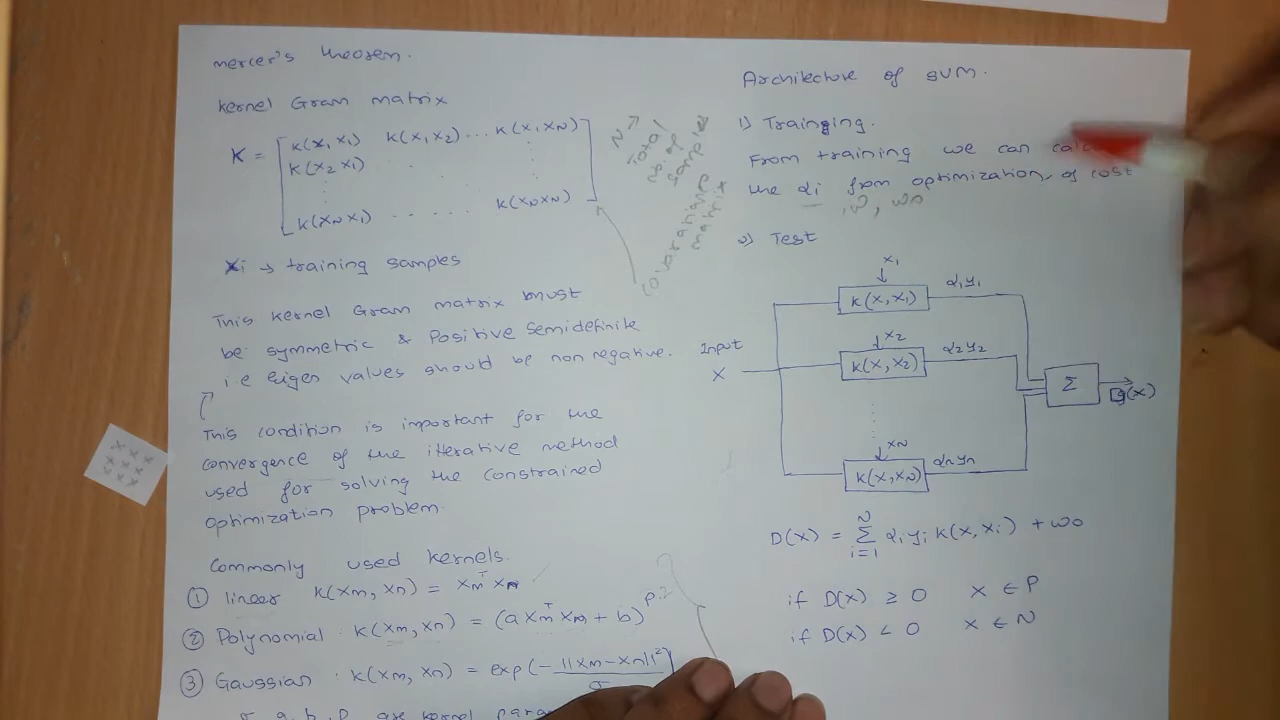 mercer's theorem.
Kernel Gram matrix
K = [ K(x1 x1) K(x1 x2) ... K(x1 xN)
K(x2 x1) . . :
: . . :
K(xN x1) . . . . . . K(xN xN) ]
xi → training samples
This Kernel Gram matrix must
be symmetric & Positive Semidefinite
i.e Eigen values should be non negative.
This condition is important for the
convergence of the iterative method
used for solving the constrained
optimization problem.
Commonly used kernels.
① linear K(xm, xn) = xmᵀ xn
② Polynomial : K(xm, xn) = (a xmᵀ xn + b)ᵖ
③ Gaussian : K(xm, xn) = exp(-||xm - xn||²/σ
σ a, b, p are kernel param
N → Total no. of samples
covariance matrix
Architecture of SVM.
1) Training.
From training we can
the αi from optimization, of cost
w, w0
2) Test
Input
x
x1
K(x, x1)
α1y1
x2
K(x, x2)
α2y2
xN
K(x, xN)
αnyn
Σ
g(x)
D(x) = Σ_{i=1}^{N} αi yi K(x, xi) + w0
if D(x) ≥ 0 x ∈ P
if D(x) < 0 x ∈ N